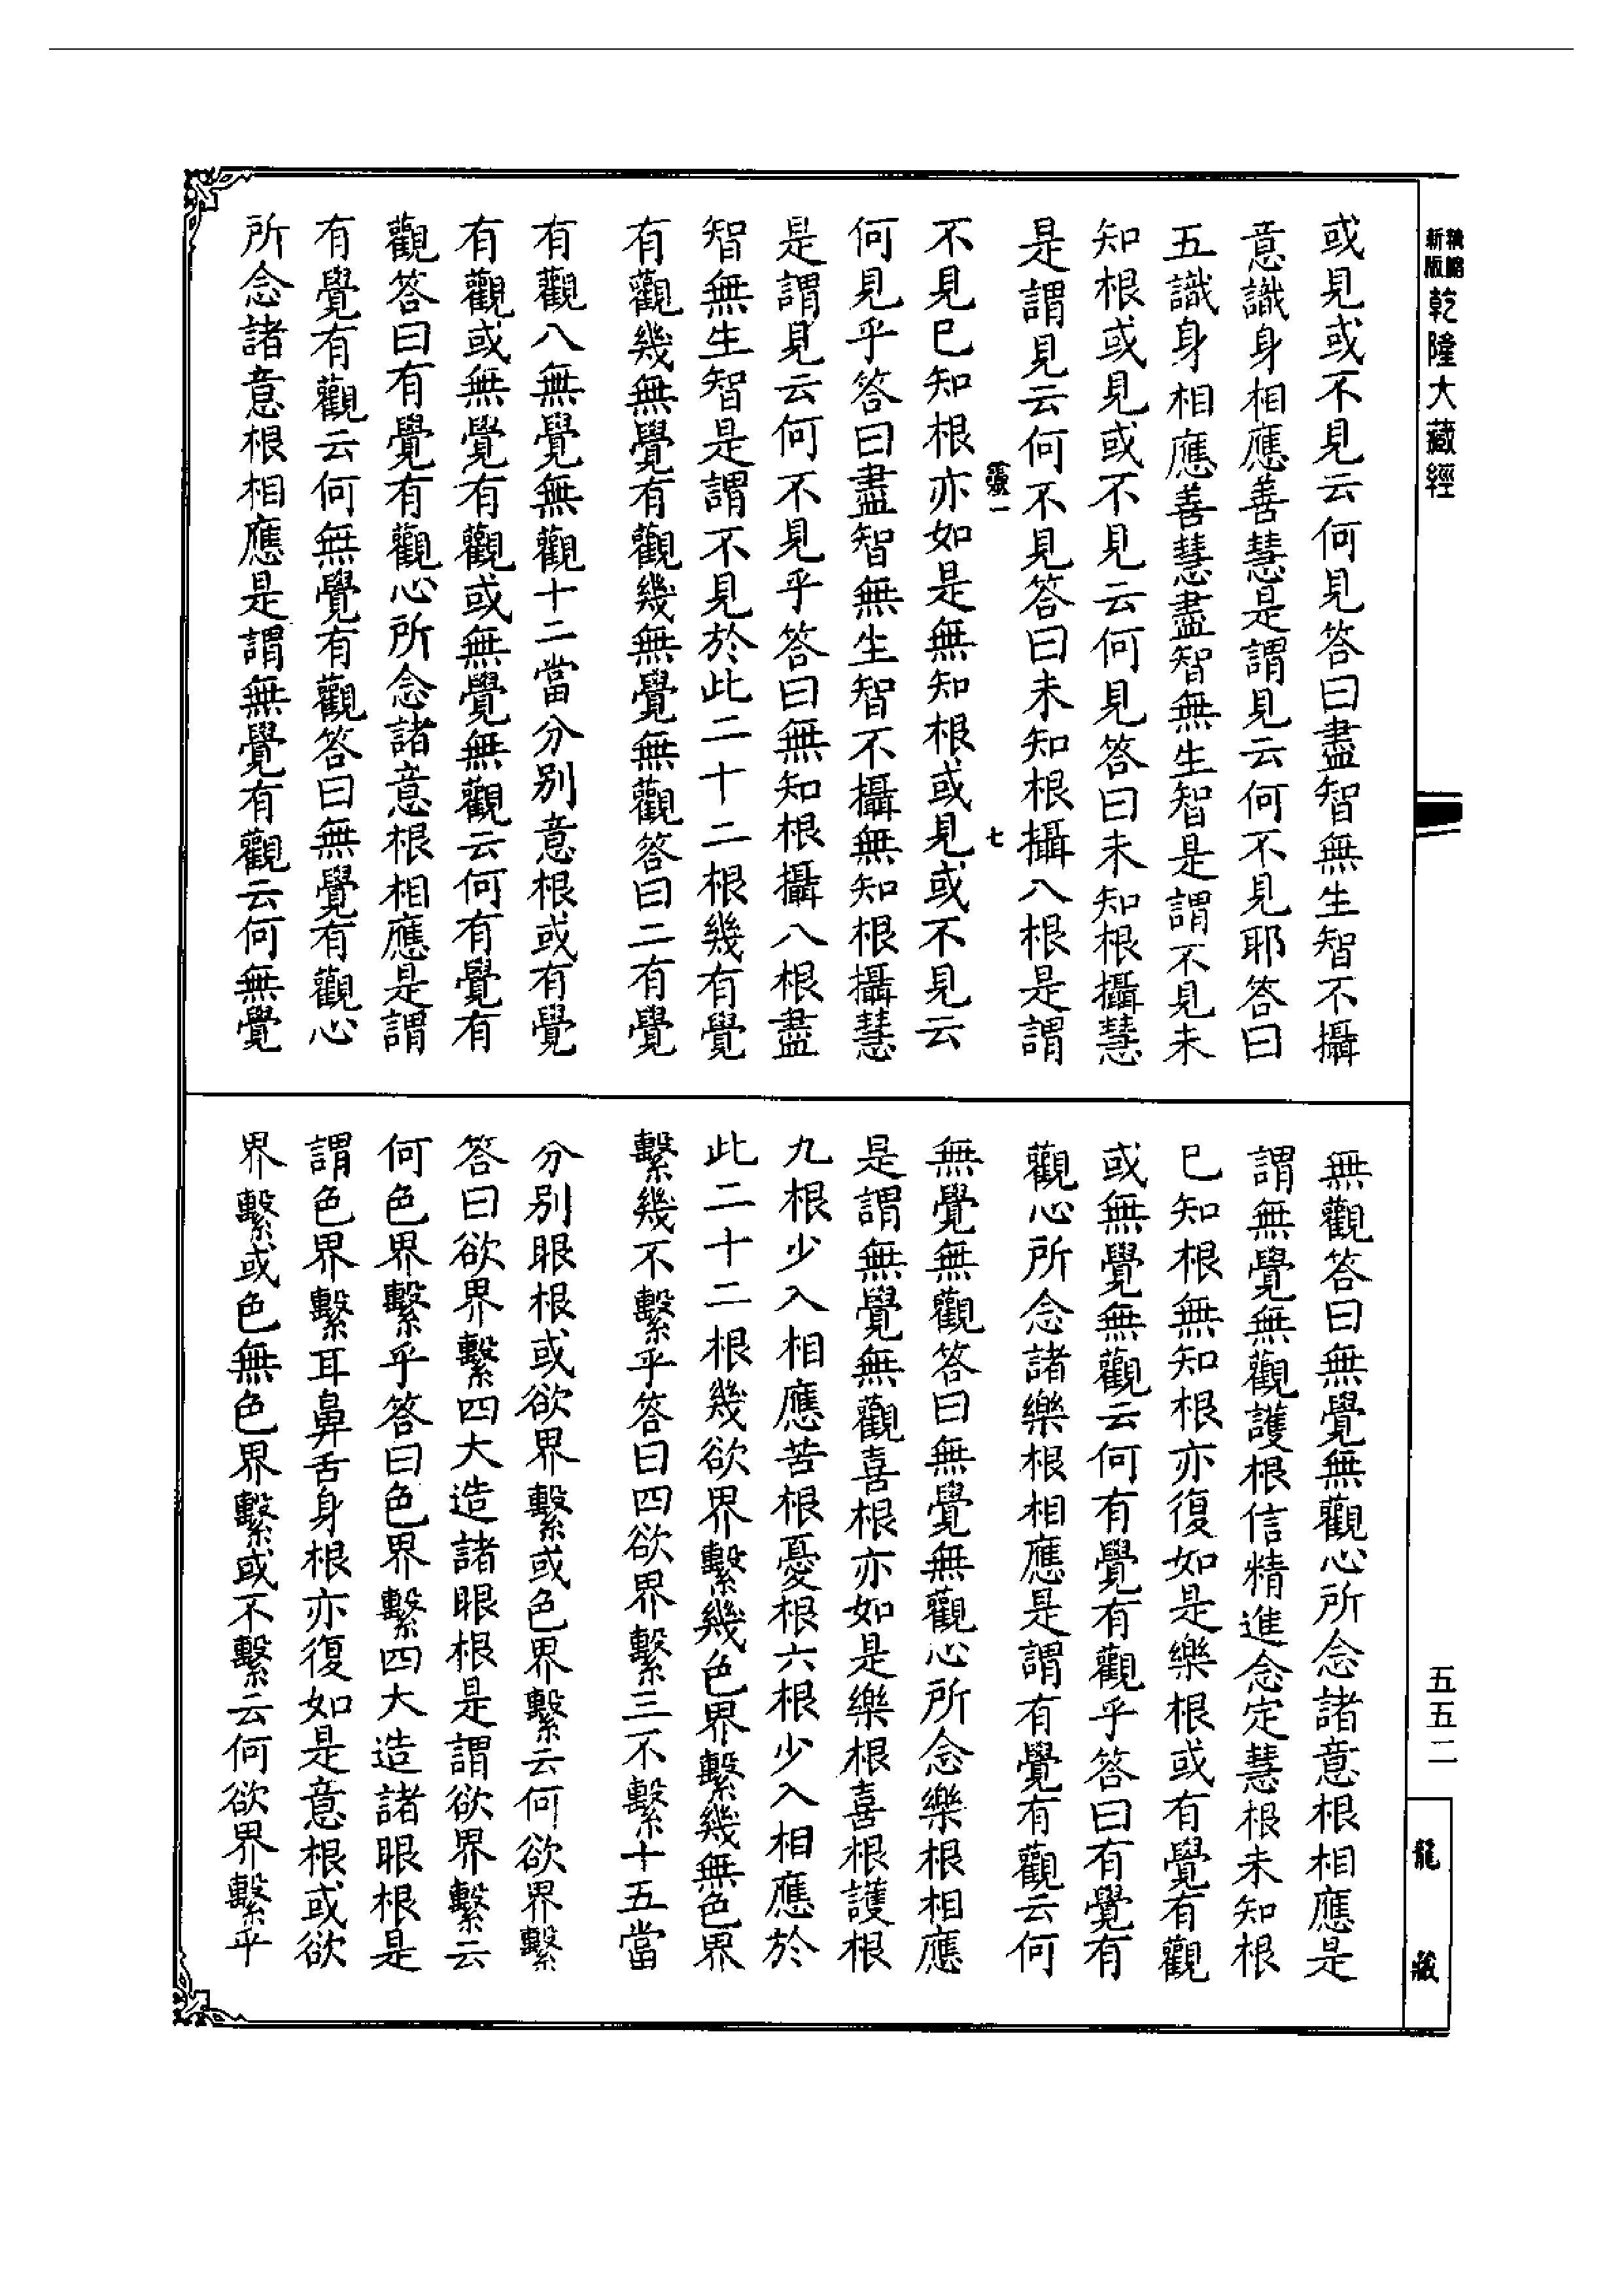 精縮新版乾隆大藏經
或見或不見云何見答曰盡智無生智不攝
意識身相應善慧是謂見云何不見耶答曰
五識身相應善慧盡智無生智是謂不見未
知根或見或不見云何見答曰未知根攝慧
是謂見云何不見答曰未知根攝八根是謂
七
不見已知根亦如是無知根或見或不見云
何見乎答曰盡智無生智不攝無知根攝慧
是謂見云何不見乎答曰無知根攝八根盡
智無生智是謂不見於此二十二根幾有覺
有觀幾無覺有觀幾無覺無觀答曰二有覺
有觀八無覺無觀十二當分別意根或有覺
有觀或無覺有觀或無覺無觀云何有覺有
觀答曰有覺有觀心所念諸意根相應是謂
有覺有觀云何無覺有觀答曰無覺有觀心
所念諸意根相應是謂無覺有觀云何無覺
無觀答曰無覺無觀心所念諸意根相應是
謂無覺無觀護根信精進念定慧根未知根
已知根無知根亦復如是樂根或有覺有觀
或無覺無觀云何有覺有觀乎答曰有覺有
觀心所念諸樂根相應是謂有覺有觀云何
無覺無觀答曰無覺無觀心所念樂根相應
是謂無覺無觀喜根亦如是樂根喜根護根
九根少入相應苦根憂根六根少入相應於
此二十二根幾欲界繫幾色界繫幾無色界
繫幾不繫乎答曰四欲界繫三不繫十五當
分別眼根或欲界繫或色界繫云何欲界繫
答曰欲界繫四大造諸眼根是謂欲界繫云
何色界繫乎答曰色界繫四大造諸眼根是
謂色界繫耳鼻舌身根亦復如是意根或欲
界繫或色無色界繫或不繫云何欲界繫乎
五五二
龍藏